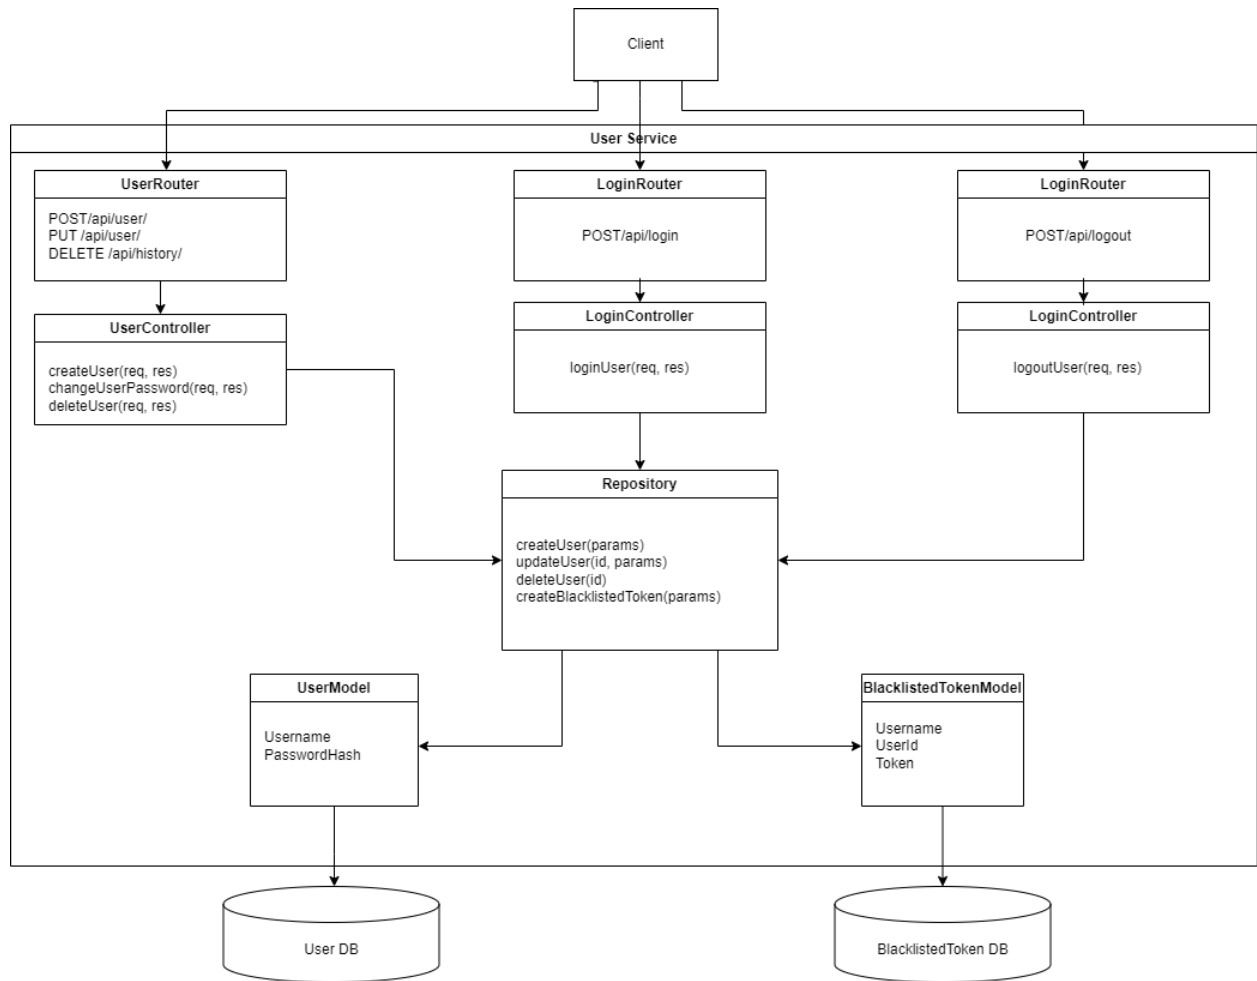 Client
User Service
UserRouter
POST/api/user/
PUT /api/user/
DELETE /api/history/
LoginRouter
POST/api/login
LoginRouter
POST/api/logout
UserController
createUser(req, res)
changeUserPassword(req, res)
deleteUser(req, res)
LoginController
loginUser(req, res)
LoginController
logoutUser(req, res)
Repository
createUser(params)
updateUser(id, params)
deleteUser(id)
createBlacklistedToken(params)
UserModel
Username
PasswordHash
BlacklistedTokenModel
Username
UserId
Token
User DB
BlacklistedToken DB